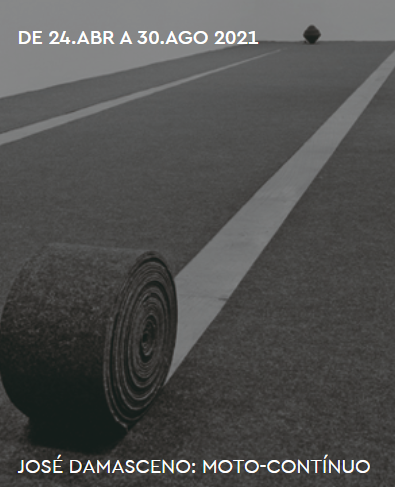 DE 24.ABR A 30.AGO 2021
JOSÉ DAMASCENO: MOTO-CONTÍNUO